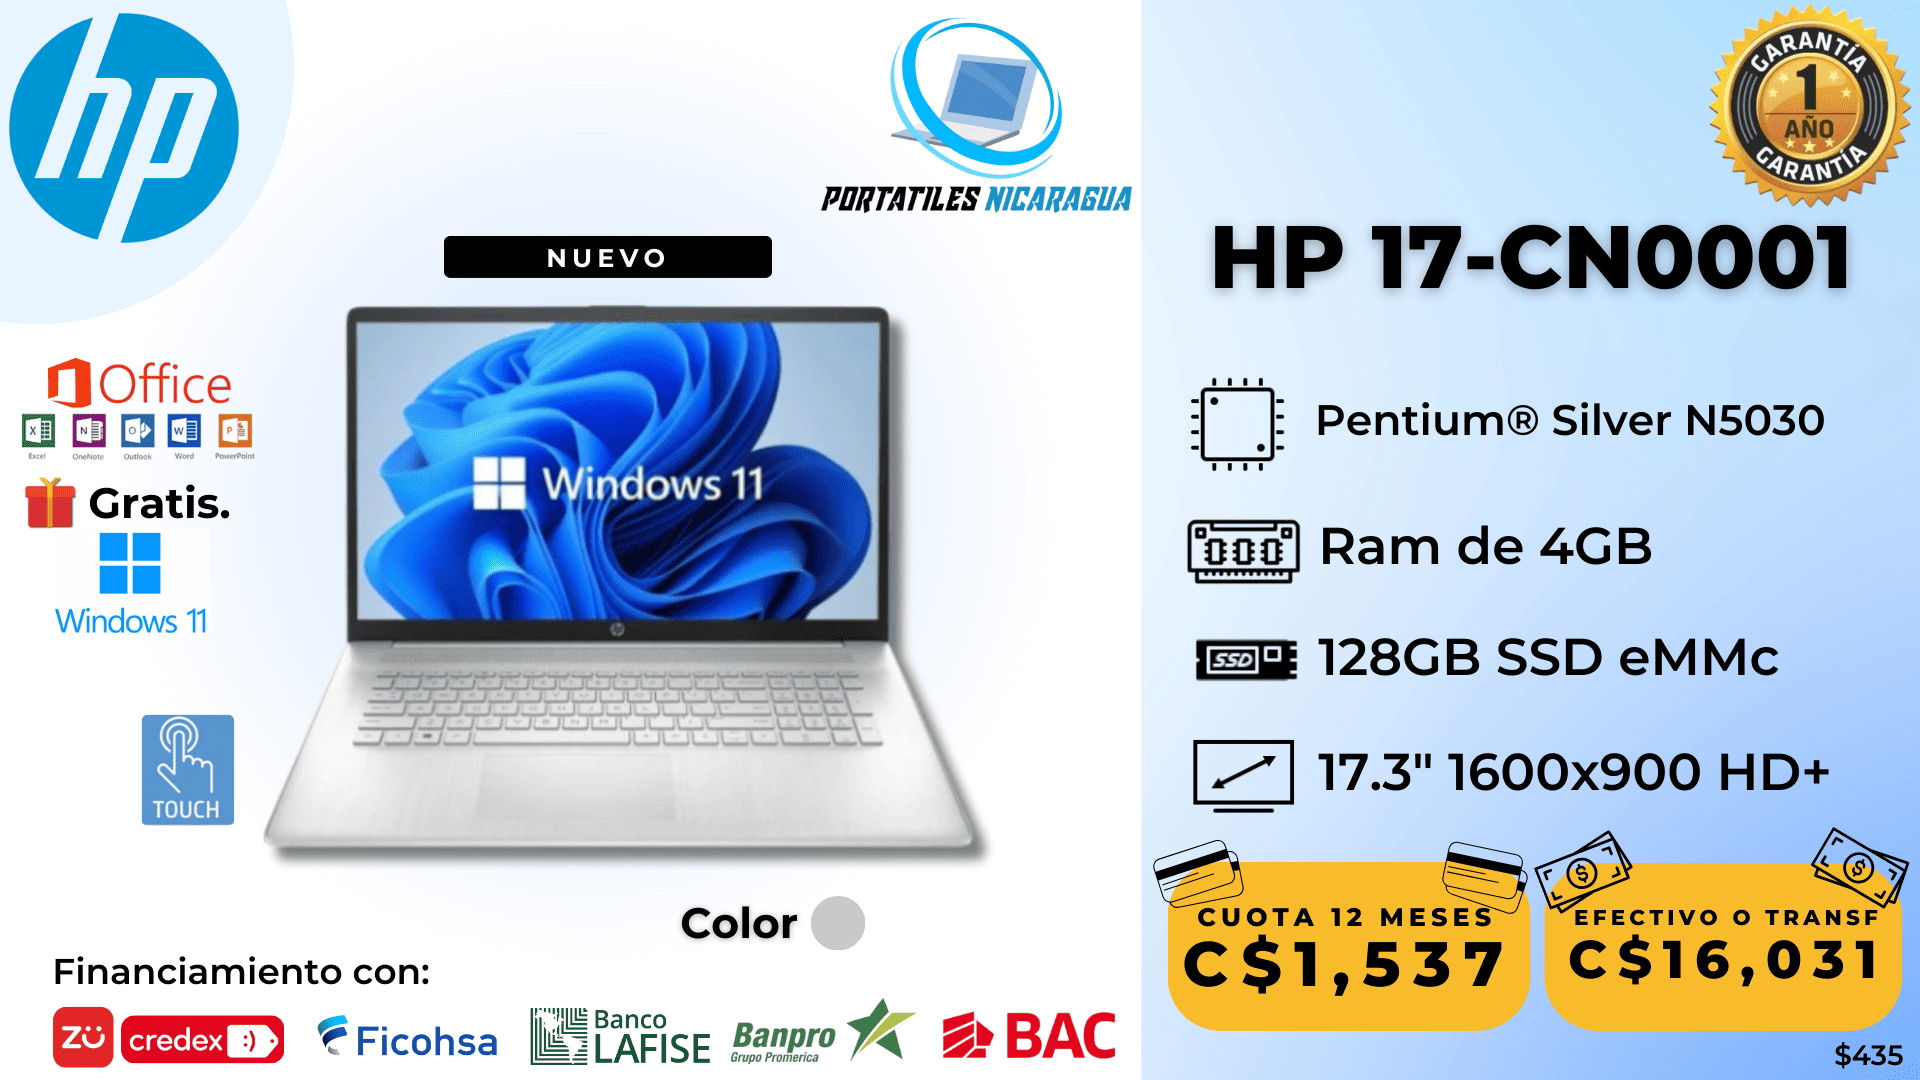 hp
PORTATILES NICARAGUA
NUEVO
Office
Excel
OneNote
Outlook
Word
PowerPoint
Gratis.
Windows 11
Windows 11
TOUCH
Color
Financiamiento con:
ZU
credex :)
Ficohsa
Banco
LAFISE
Banpro
Grupo Promerica
BAC
GARANTÍA
1
AÑO
GARANTÍA
HP 17-CN0001
Pentium® Silver N5030
Ram de 4GB
SSD
128GB SSD eMMc
17.3" 1600x900 HD+
CUOTA 12 MESES
C$1,537
EFECTIVO O TRANSF
C$16,031
$435